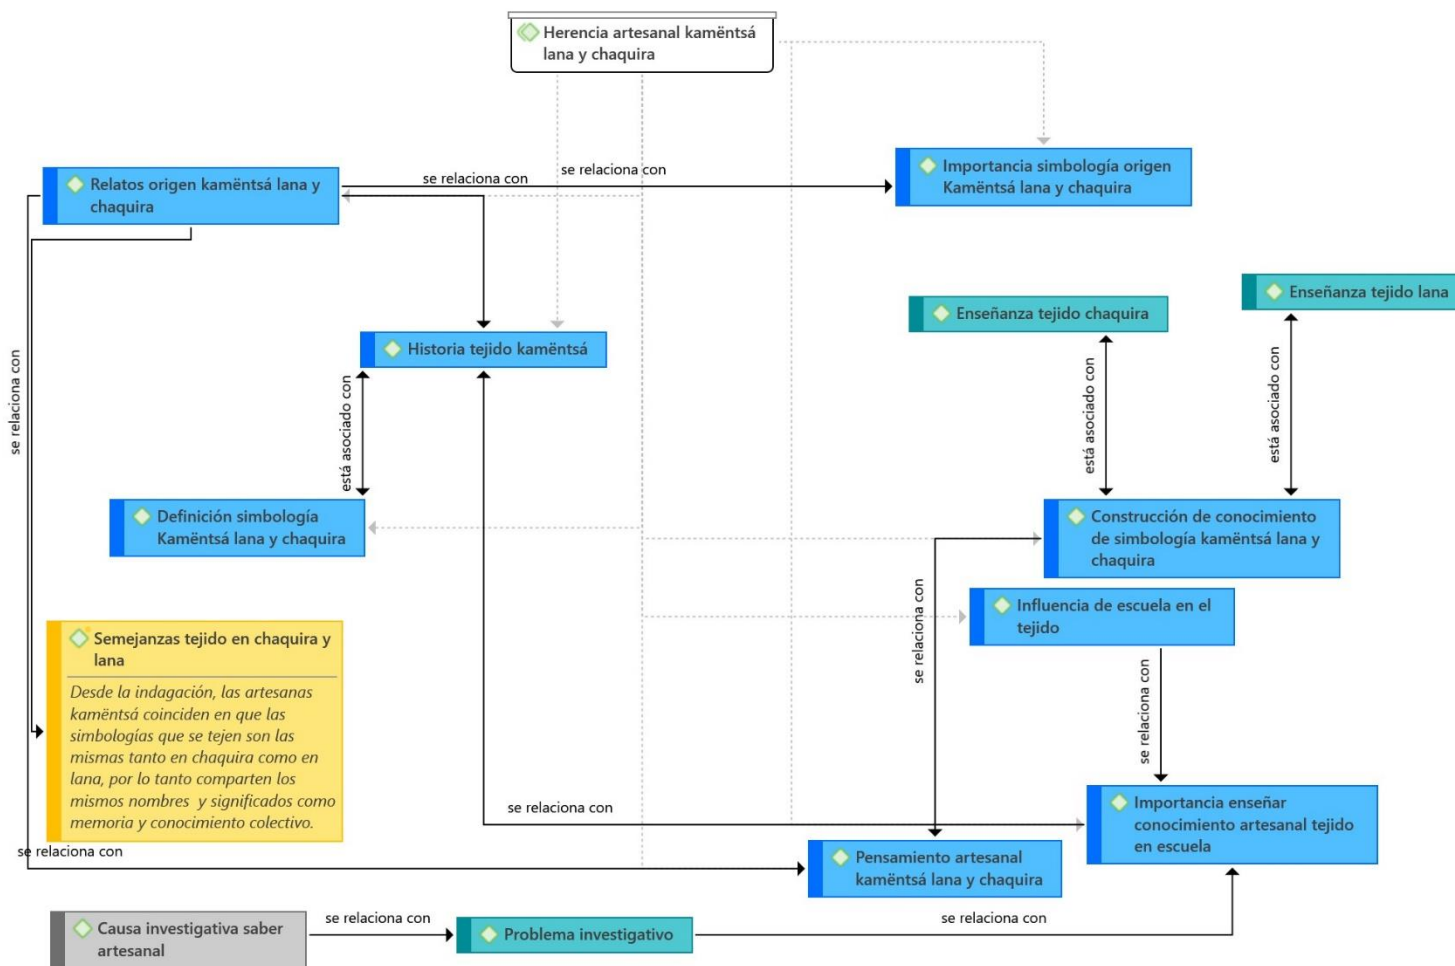 Herencia artesanal kamëntsá
lana y chaquira
Relatos origen kamëntsá lana y
chaquira
se relaciona con
se relaciona con
Importancia simbología origen
Kamëntsá lana y chaquira
Enseñanza tejido chaquira
Enseñanza tejido lana
Historia tejido kamëntsá
se relaciona con
está asociado con
está asociado con
está asociado con
Definición simbología
Kamëntsá lana y chaquira
Construcción de conocimiento
de simbología kamëntsá lana y
chaquira
se relaciona con
Influencia de escuela en el
tejido
Semejanzas tejido en chaquira y
lana
Desde la indagación, las artesanas
kamëntsá coinciden en que las
simbologías que se tejen son las
mismas tanto en chaquira como en
lana, por lo tanto comparten los
mismos nombres y significados como
memoria y conocimiento colectivo.
se relaciona con
se relaciona con
Importancia enseñar
conocimiento artesanal tejido
en escuela
se relaciona con
Pensamiento artesanal
kamëntsá lana y chaquira
Causa investigativa saber
artesanal
se relaciona con
Problema investigativo
se relaciona con